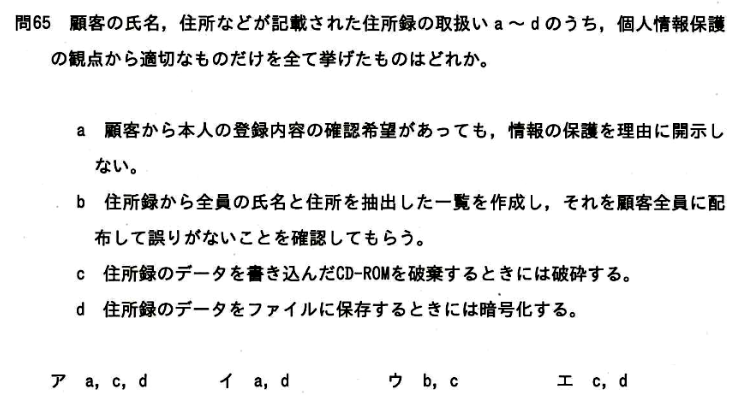 問65 顧客の氏名，住所などが記載された住所録の取扱い a ～ d のうち，個人情報保護
の観点から適切なものだけを全て挙げたものはどれか。
a 顧客から本人の登録内容の確認希望があっても，情報の保護を理由に開示し
ない。
b 住所録から全員の氏名と住所を抽出した一覧を作成し，それを顧客全員に配
布して誤りがないことを確認してもらう。
c 住所録のデータを書き込んだCD-ROMを破棄するときには破砕する。
d 住所録のデータをファイルに保存するときには暗号化する。
ア a, c, d イ a, d ウ b, c エ c, d